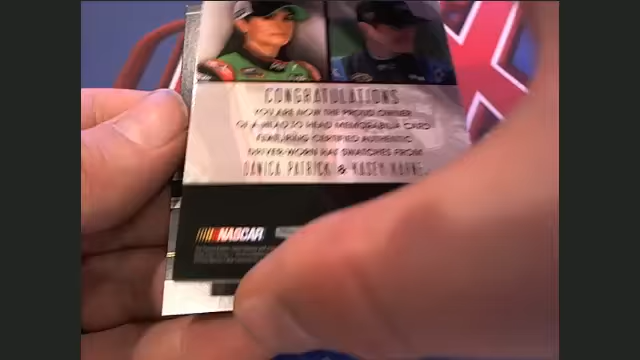 CONGRATULATIONS
YOU ARE NOW THE PROUD OWNER
OF A HEAD TO HEAD MEMORABILIA CARD
FEATURING CERTIFIED AUTHENTIC
DRIVER-WORN HAT SWATCHES FROM
DANICA PATRICK & KASEY KAHNE
NASCAR